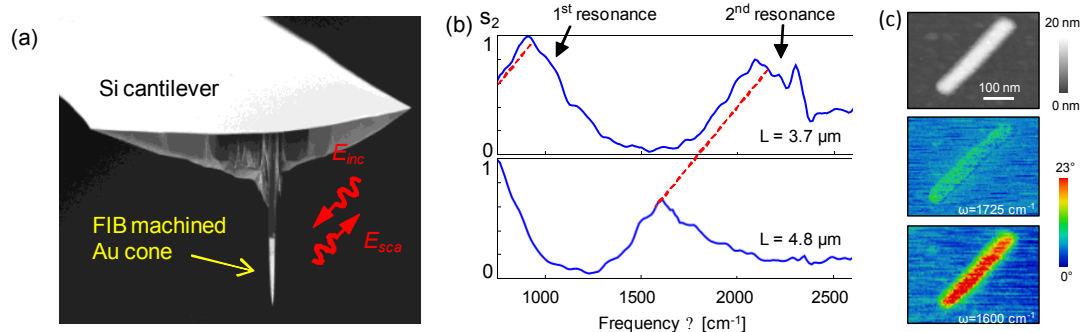 (a)
Si cantilever
E_inc
E_sca
FIB machined
Au cone
(b)
s₂
1st resonance
2nd resonance
1
0
L = 3.7 µm
1
0
L = 4.8 µm
1000
1500
2000
2500
Frequency ? [cm⁻¹]
(c)
20 nm
100 nm
0 nm
23°
ω=1725 cm⁻¹
0°
ω=1600 cm⁻¹